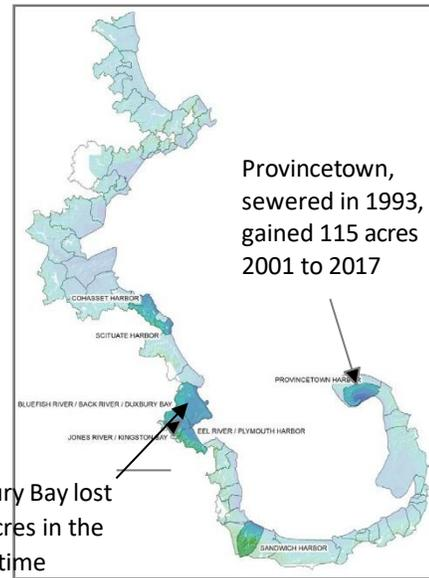 Provincetown,
sewered in 1993,
gained 115 acres
2001 to 2017
COHASSET HARBOR
SCITUATE HARBOR
PROVINCETOWN HARBOR
BLUEFISH RIVER / BACK RIVER / DUXBURY BAY
EEL RIVER / PLYMOUTH HARBOR
JONES RIVER / KINGSTON BAY
Bay lost
in the
time
SANDWICH HARBOR